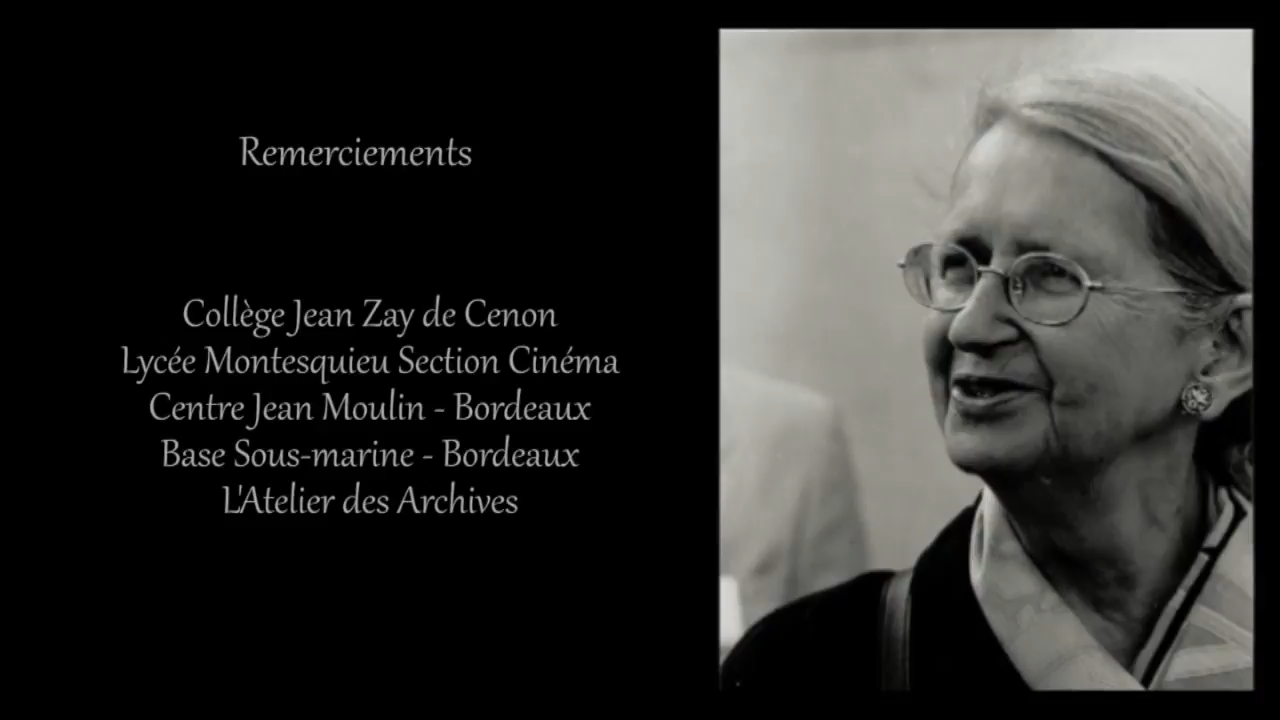 Remerciements
Collège Jean Zay de Cenon
Lycée Montesquieu Section Cinéma
Centre Jean Moulin - Bordeaux
Base Sous-marine - Bordeaux
L'Atelier des Archives